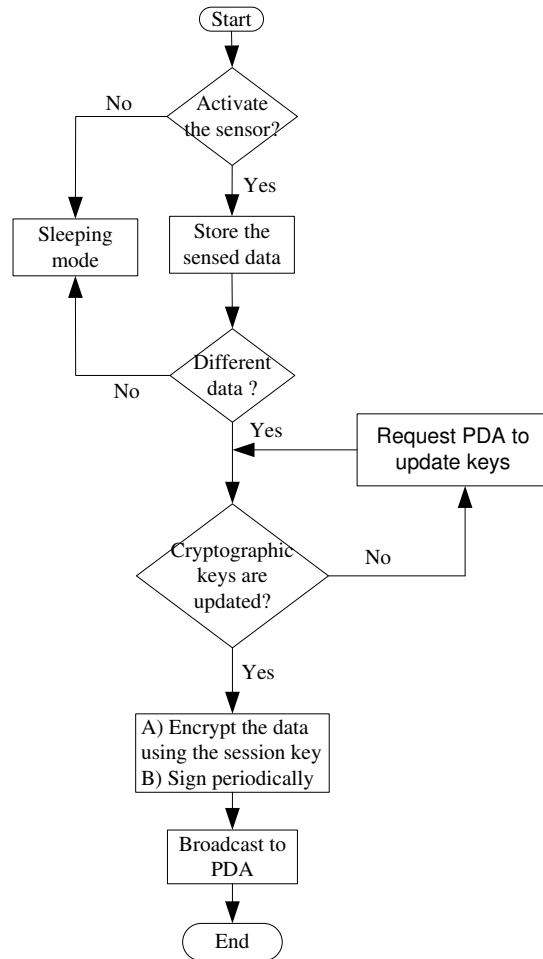 Start
No
Activate
the sensor?
Yes
Sleeping
mode
Store the
sensed data
Different
data ?
No
Yes
Request PDA to
update keys
Cryptographic
keys are
updated?
No
Yes
A) Encrypt the data
using the session key
B) Sign periodically
Broadcast to
PDA
End